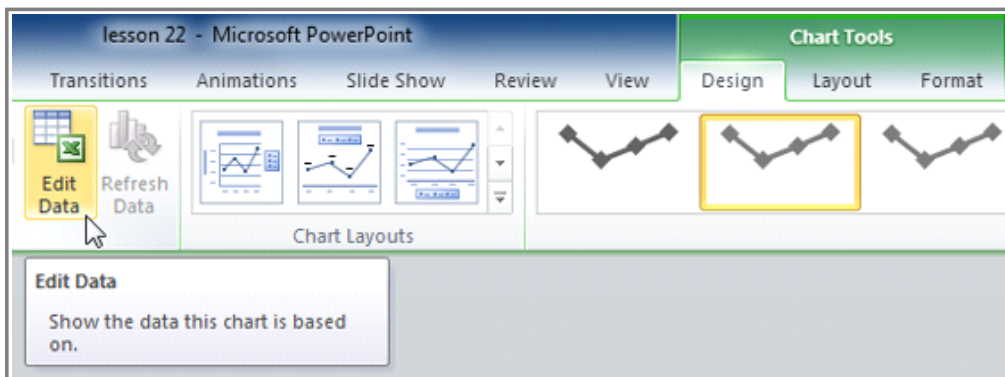 lesson 22 - Microsoft PowerPoint
Chart Tools
Transitions Animations Slide Show Review View Design Layout Format
Edit Data
Refresh Data
Chart Layouts
Edit Data
Show the data this chart is based
on.